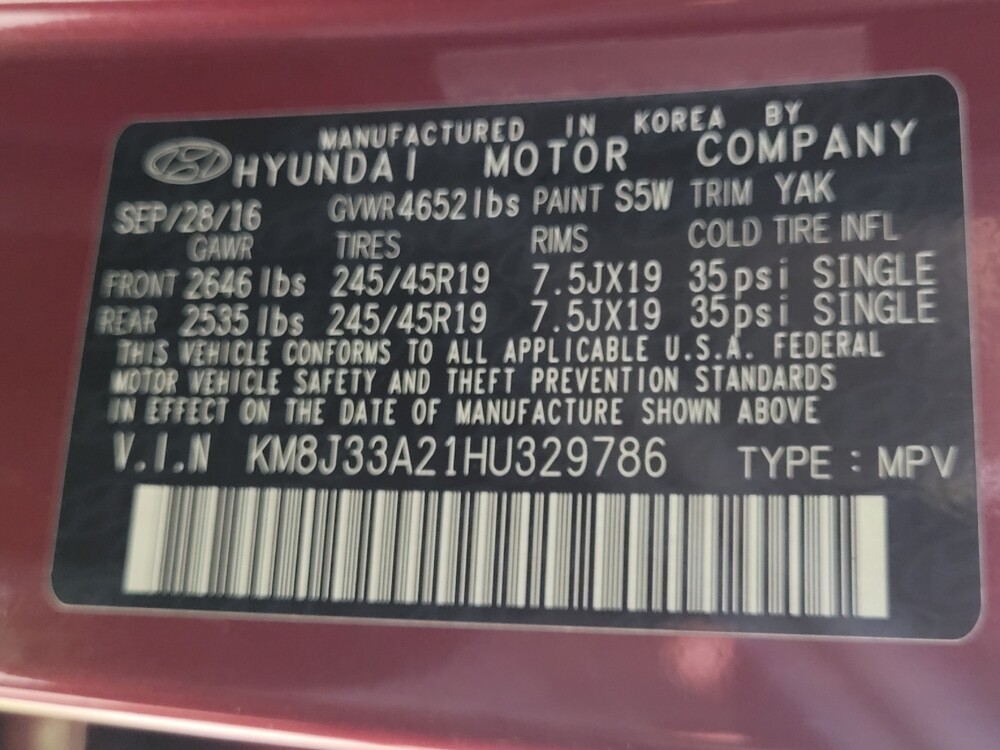 MANUFACTURED IN KOREA BY
HYUNDAI MOTOR COMPANY
SEP/28/16 GVWR 4652 lbs PAINT S5W TRIM YAK
GAWR TIRES RIMS COLD TIRE INFL
FRONT 2646 lbs 245/45R19 7.5JX19 35psi SINGLE
REAR 2535 lbs 245/45R19 7.5JX19 35psi SINGLE
THIS VEHICLE CONFORMS TO ALL APPLICABLE U.S.A. FEDERAL
MOTOR VEHICLE SAFETY AND THEFT PREVENTION STANDARDS
IN EFFECT ON THE DATE OF MANUFACTURE SHOWN ABOVE
V.I.N KM8J33A21HU329786 TYPE : MPV